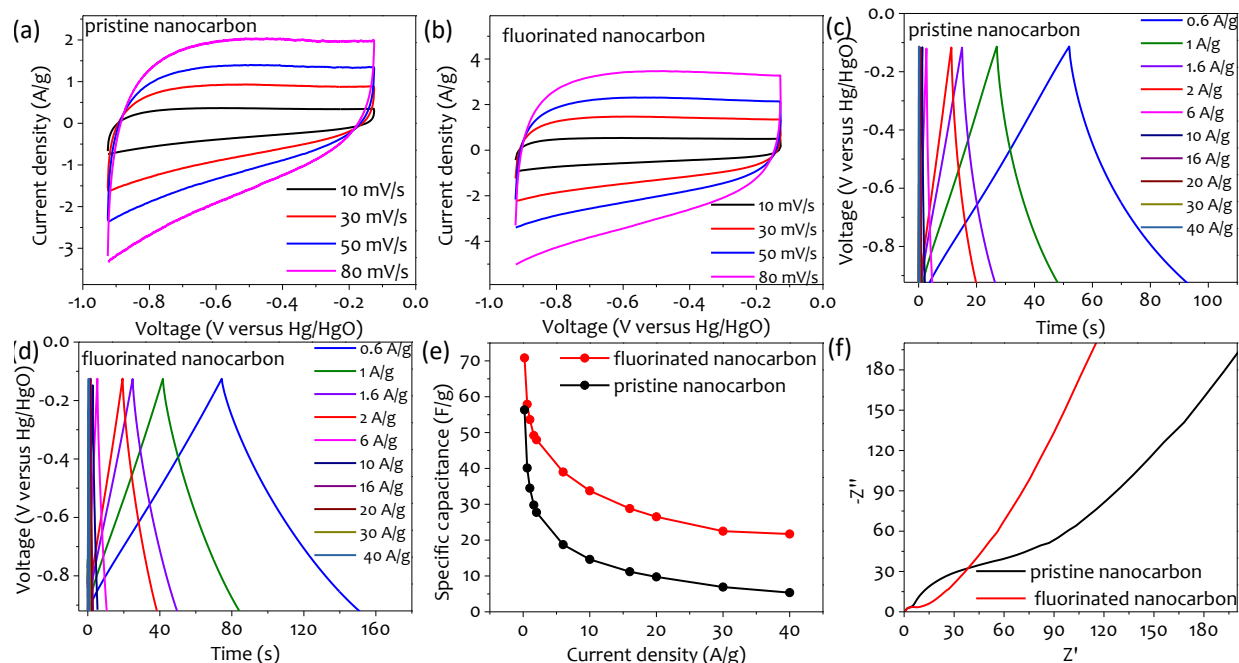 (a)
pristine nanocarbon
2
1
0
-1
-2
-3
Current density (A/g)
10 mV/s
30 mV/s
50 mV/s
80 mV/s
-1.0
-0.8
-0.6
-0.4
-0.2
0.0
Voltage (V versus Hg/HgO)
(b)
fluorinated nanocarbon
4
2
0
-2
-4
Current density (A/g)
10 mV/s
30 mV/s
50 mV/s
80 mV/s
-1.0
-0.8
-0.6
-0.4
-0.2
0.0
Voltage (V versus Hg/HgO)
(c)
pristine nanocarbon
-0.0
-0.2
-0.4
-0.6
-0.8
Voltage (V versus Hg/HgO)
0.6 A/g
1 A/g
1.6 A/g
2 A/g
6 A/g
10 A/g
16 A/g
20 A/g
30 A/g
40 A/g
0
20
40
60
80
100
Time (s)
(d)
fluorinated nanocarbon
-0.0
-0.2
-0.4
-0.6
-0.8
Voltage (V versus Hg/HgO)
0.6 A/g
1 A/g
1.6 A/g
2 A/g
6 A/g
10 A/g
16 A/g
20 A/g
30 A/g
40 A/g
0
40
80
120
160
Time (s)
(e)
70
60
50
40
30
20
10
0
Specific capacitance (F/g)
fluorinated nanocarbon
pristine nanocarbon
0
10
20
30
40
Current density (A/g)
(f)
-180
-150
-120
-90
-60
-30
-0
-Z''
pristine nanocarbon
fluorinated nanocarbon
0
30
60
90
120
150
180
Z'